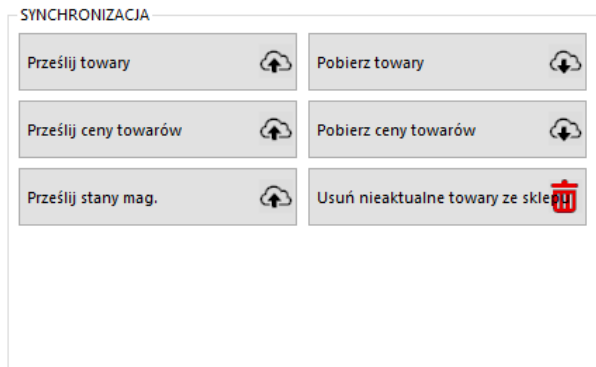 SYNCHRONIZACJA
Prześlij towary
Pobierz towary
Prześlij ceny towarów
Pobierz ceny towarów
Prześlij stany mag.
Usuń nieaktualne towary ze sklepu